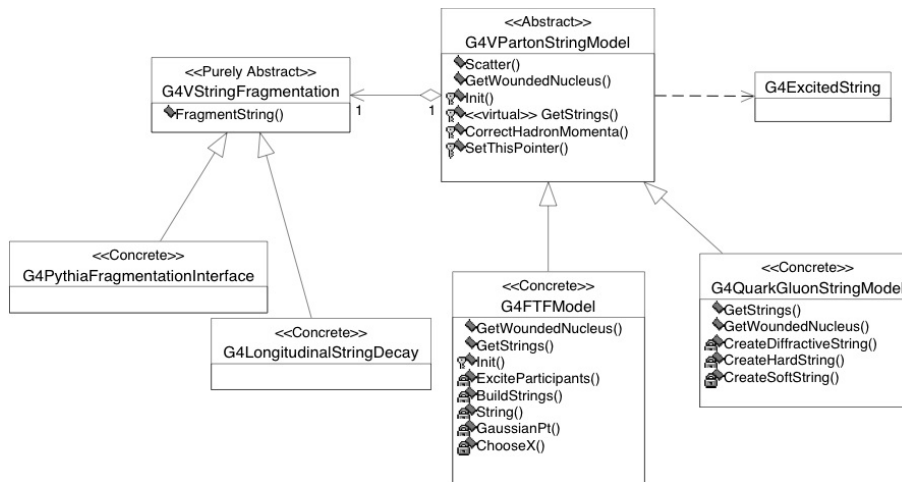 <<Abstract>>
G4VPartonStringModel
Scatter()
GetWoundedNucleus()
Init()
<<virtual>> GetStrings()
CorrectHadronMomenta()
SetThisPointer()
<<Purely Abstract>>
G4VStringFragmentation
FragmentString()
1
1
G4ExcitedString
<<Concrete>>
G4PythiaFragmentationInterface
<<Concrete>>
G4LongitudinalStringDecay
<<Concrete>>
G4FTFModel
GetWoundedNucleus()
GetStrings()
Init()
ExciteParticipants()
BuildStrings()
String()
GaussianPt()
ChooseX()
<<Concrete>>
G4QuarkGluonStringModel
GetStrings()
GetWoundedNucleus()
CreateDiffractiveString()
CreateHardString()
CreateSoftString()